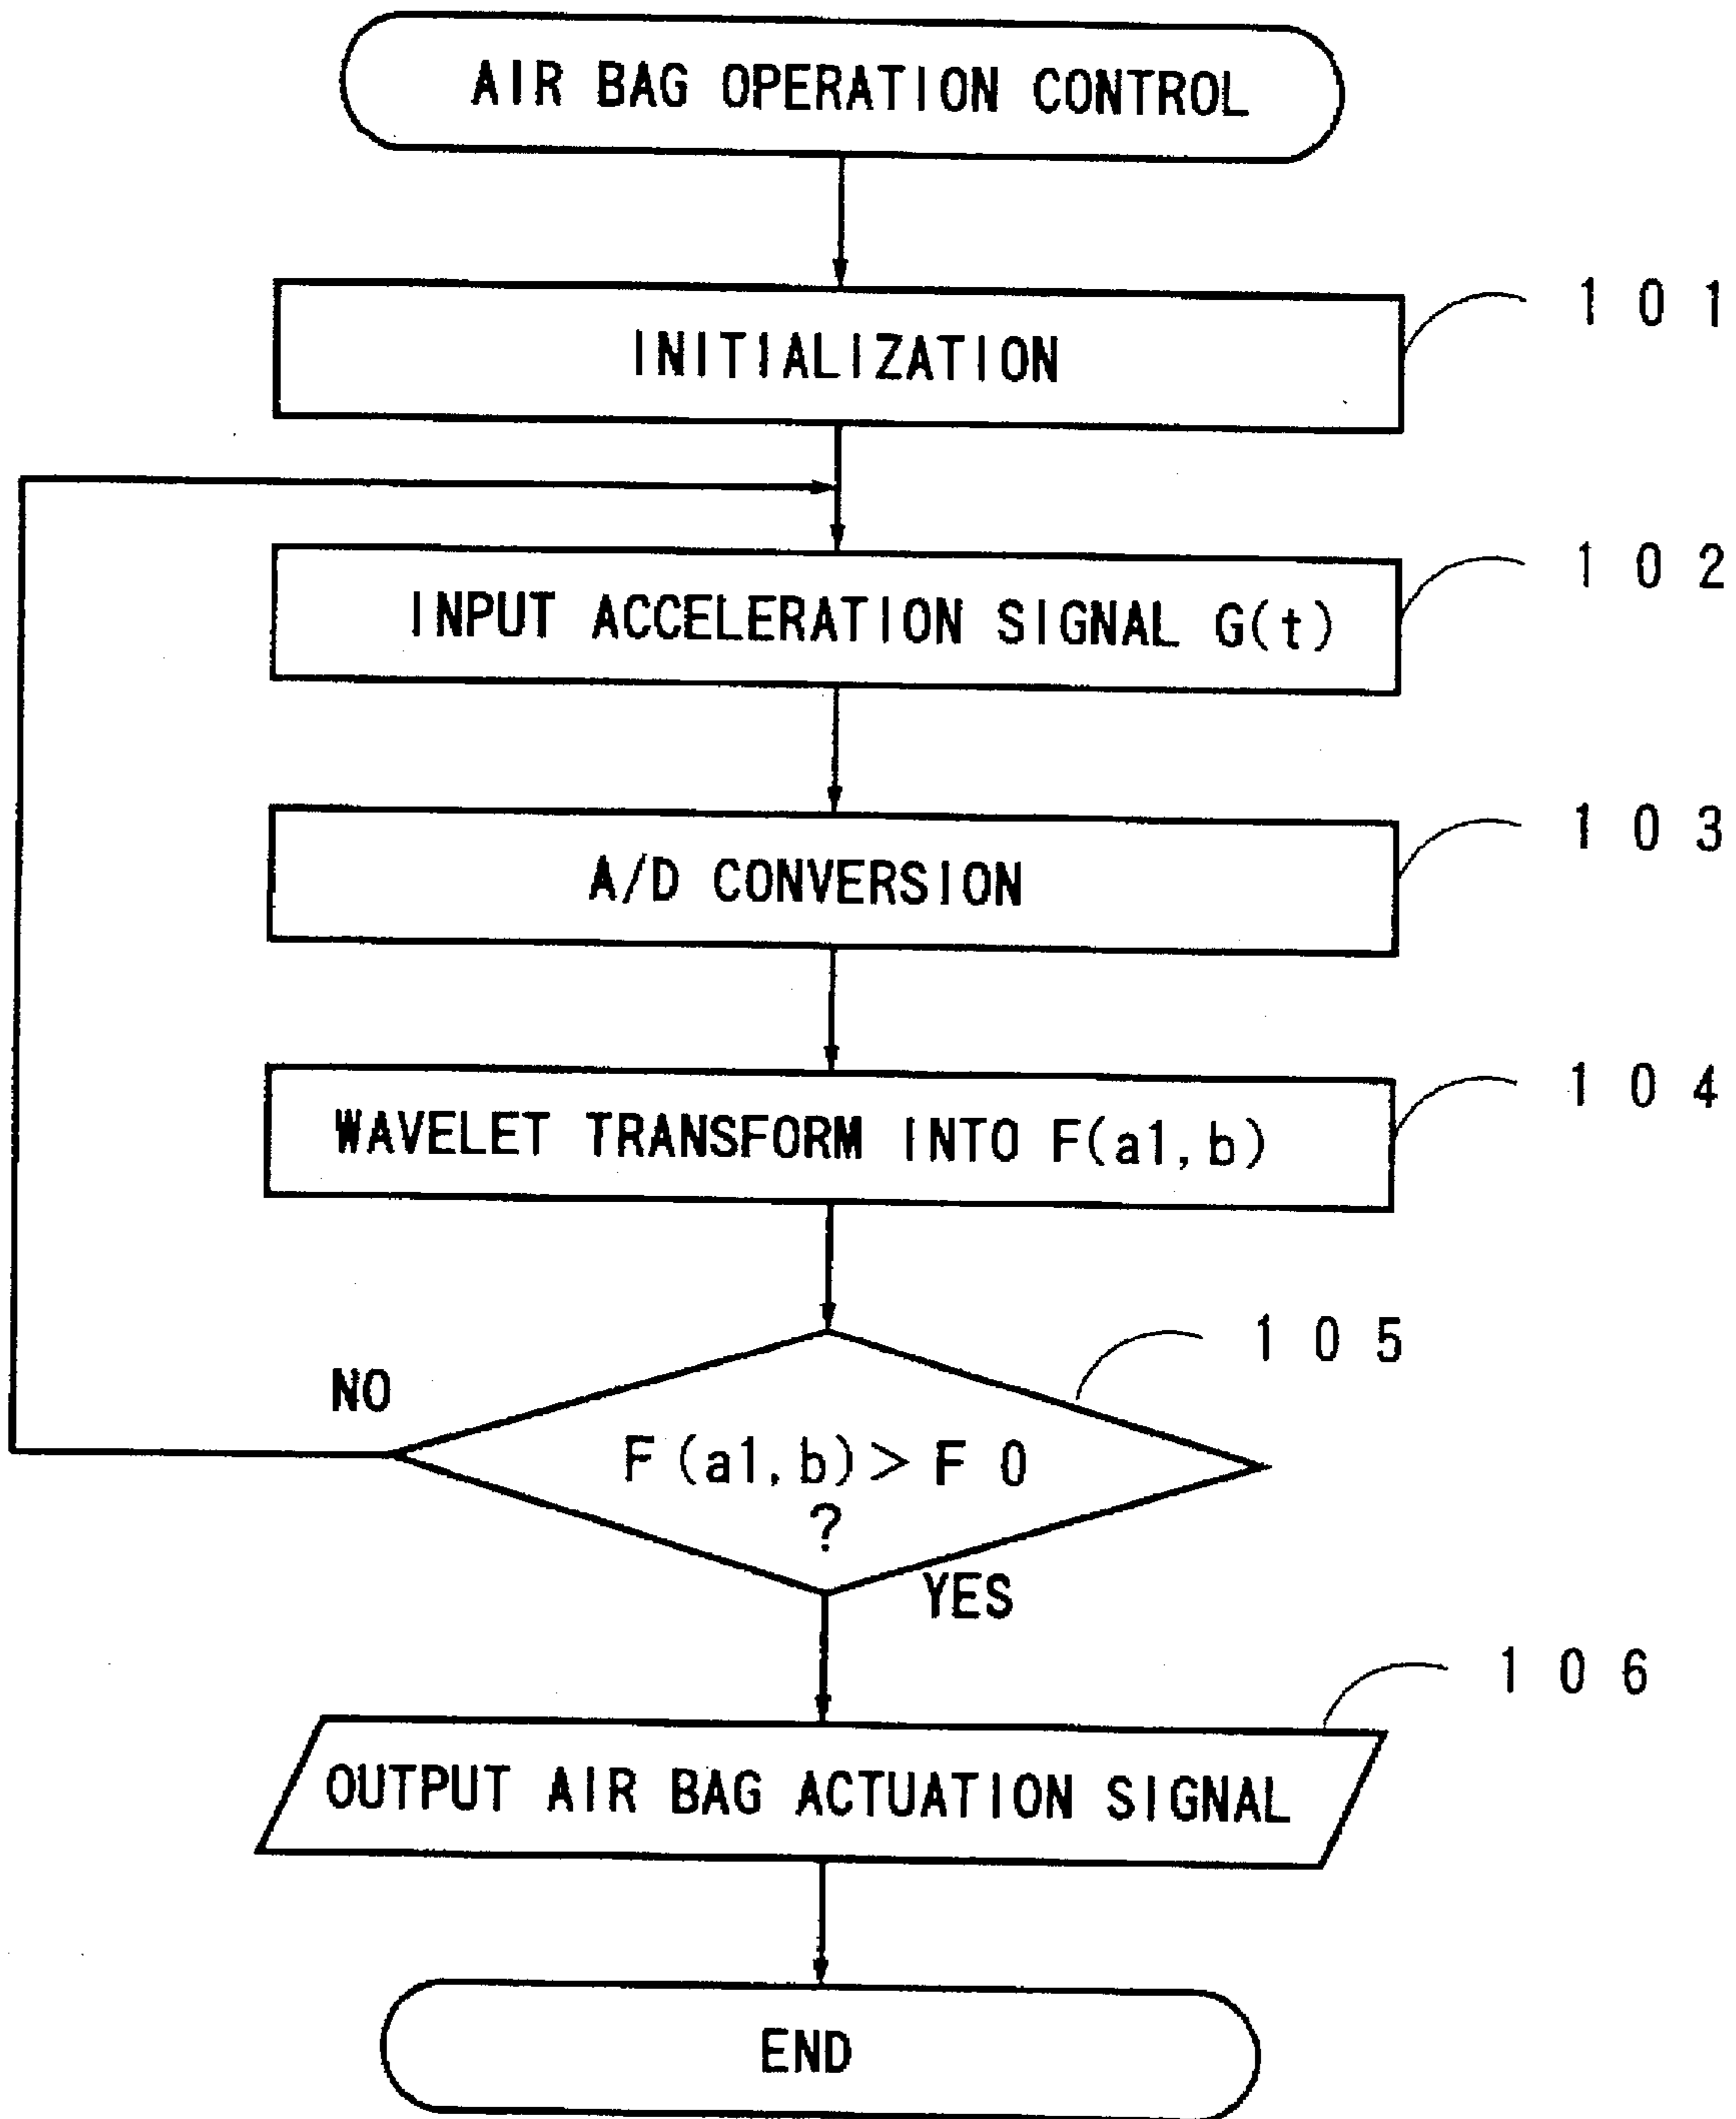 AIR BAG OPERATION CONTROL
INITIALIZATION
101
INPUT ACCELERATION SIGNAL G(t)
102
A/D CONVERSION
103
WAVELET TRANSFORM INTO F(a1,b)
104
105
NO
F(a1,b)>F0
?
YES
106
OUTPUT AIR BAG ACTUATION SIGNAL
END